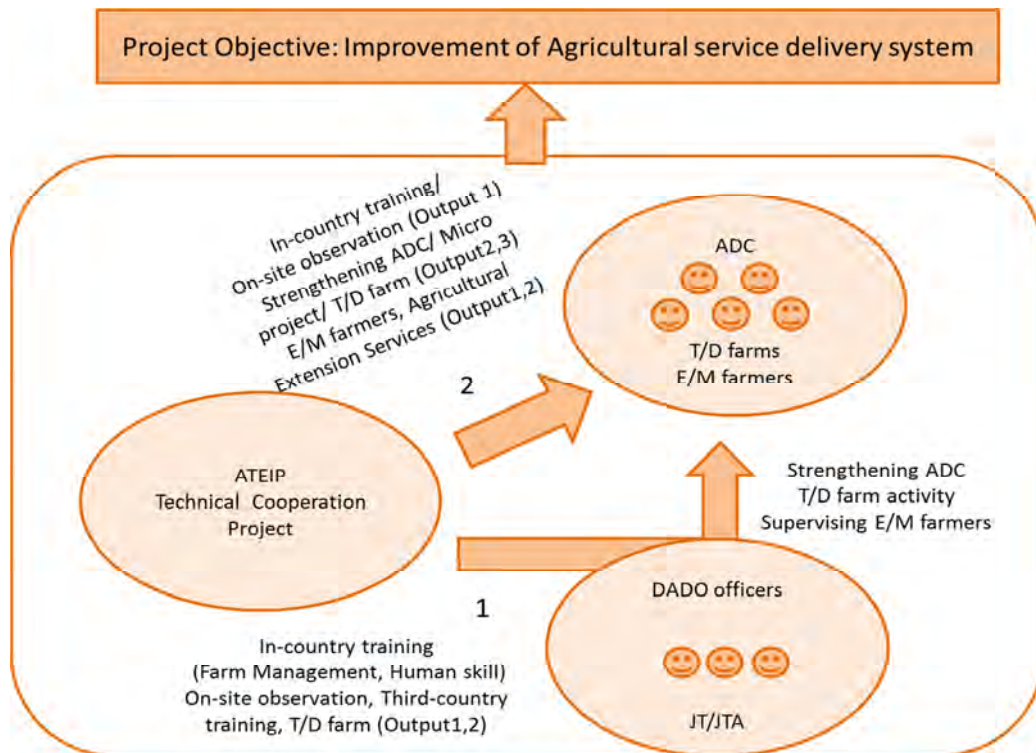 Project Objective: Improvement of Agricultural service delivery system
In-country training/
On-site observation (Output 1)
Strengthening ADC/ Micro
project/ T/D farm (Output2,3)
E/M farmers, Agricultural
Extension Services (Output1,2)
ADC
T/D farms
E/M farmers
2
ATEIP
Technical Cooperation
Project
Strengthening ADC
T/D farm activity
Supervising E/M farmers
1
In-country training
(Farm Management, Human skill)
On-site observation, Third-country
training, T/D farm (Output1,2)
DADO officers
JT/JTA